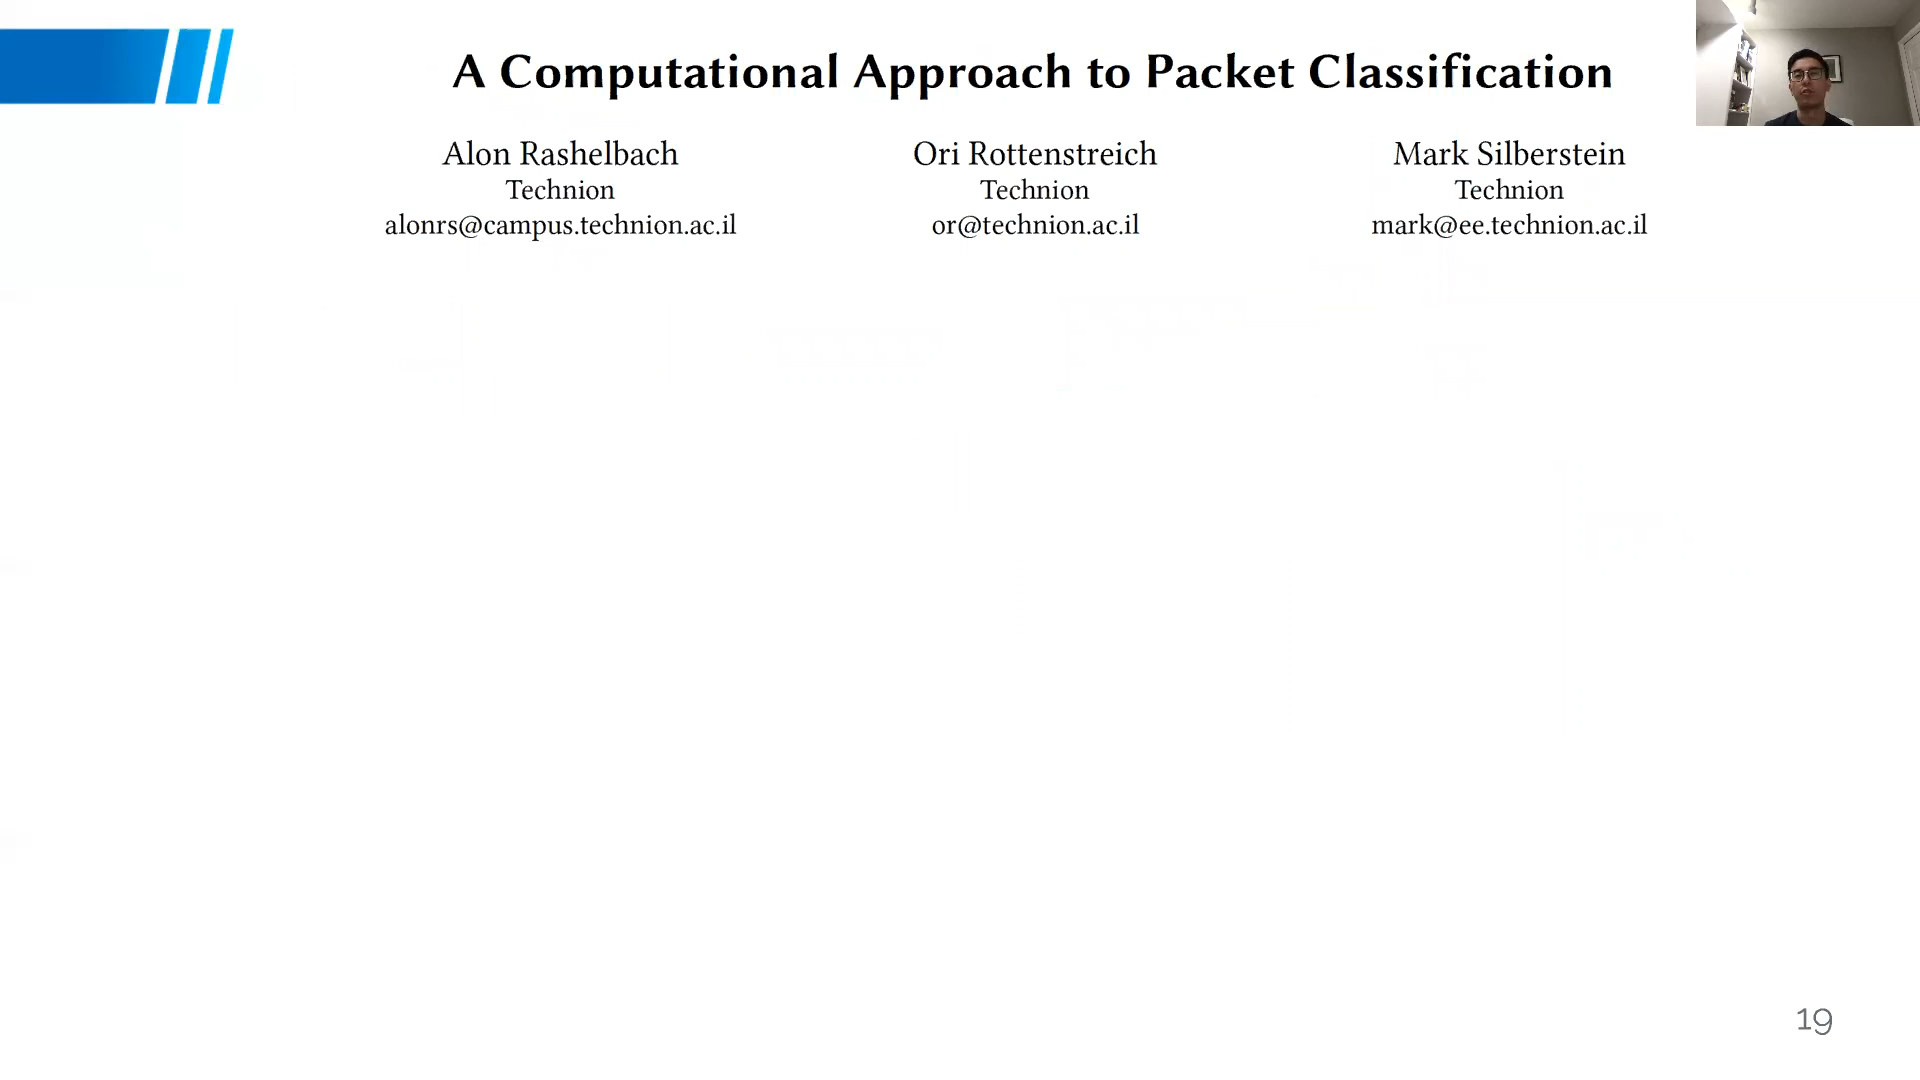 A Computational Approach to Packet Classification
Alon Rashelbach
Technion
alonrs@campus.technion.ac.il
Ori Rottenstreich
Technion
or@technion.ac.il
Mark Silberstein
Technion
mark@ee.technion.ac.il
19